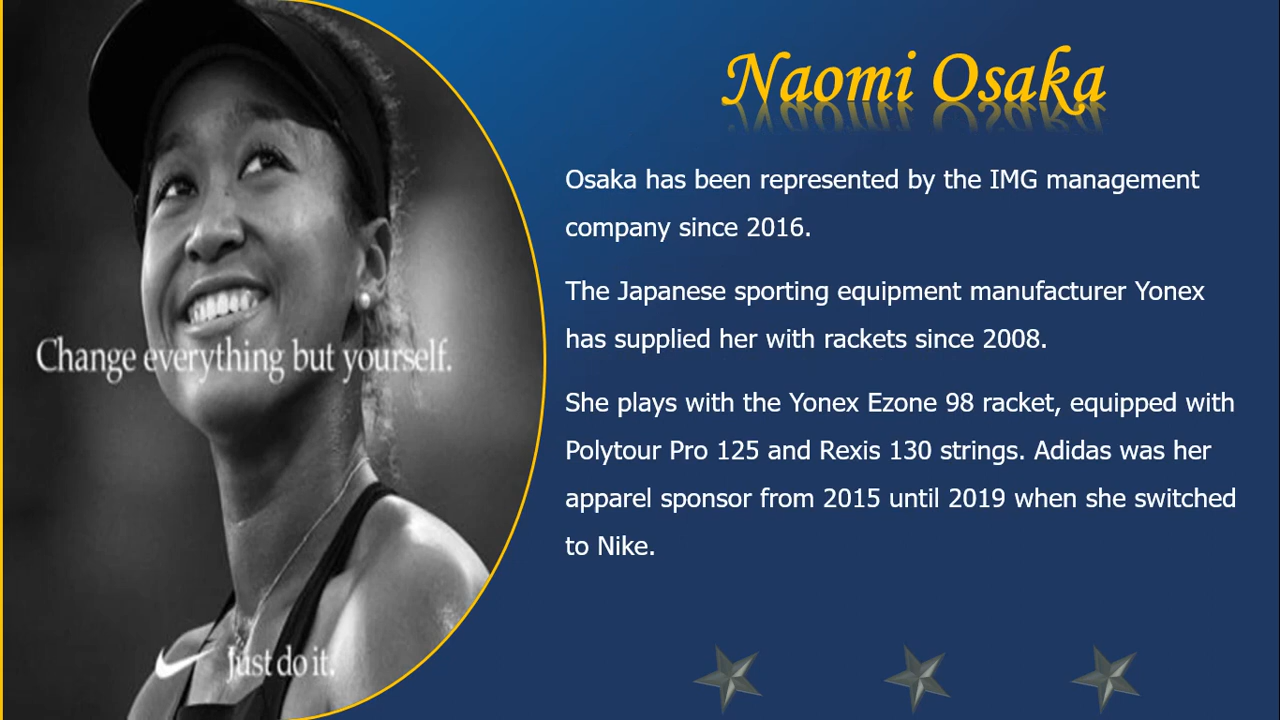 Naomi Osaka
Osaka has been represented by the IMG management
company since 2016.
The Japanese sporting equipment manufacturer Yonex
has supplied her with rackets since 2008.
She plays with the Yonex Ezone 98 racket, equipped with
Polytour Pro 125 and Rexis 130 strings. Adidas was her
apparel sponsor from 2015 until 2019 when she switched
to Nike.
Change everything but yourself.
Just do it.